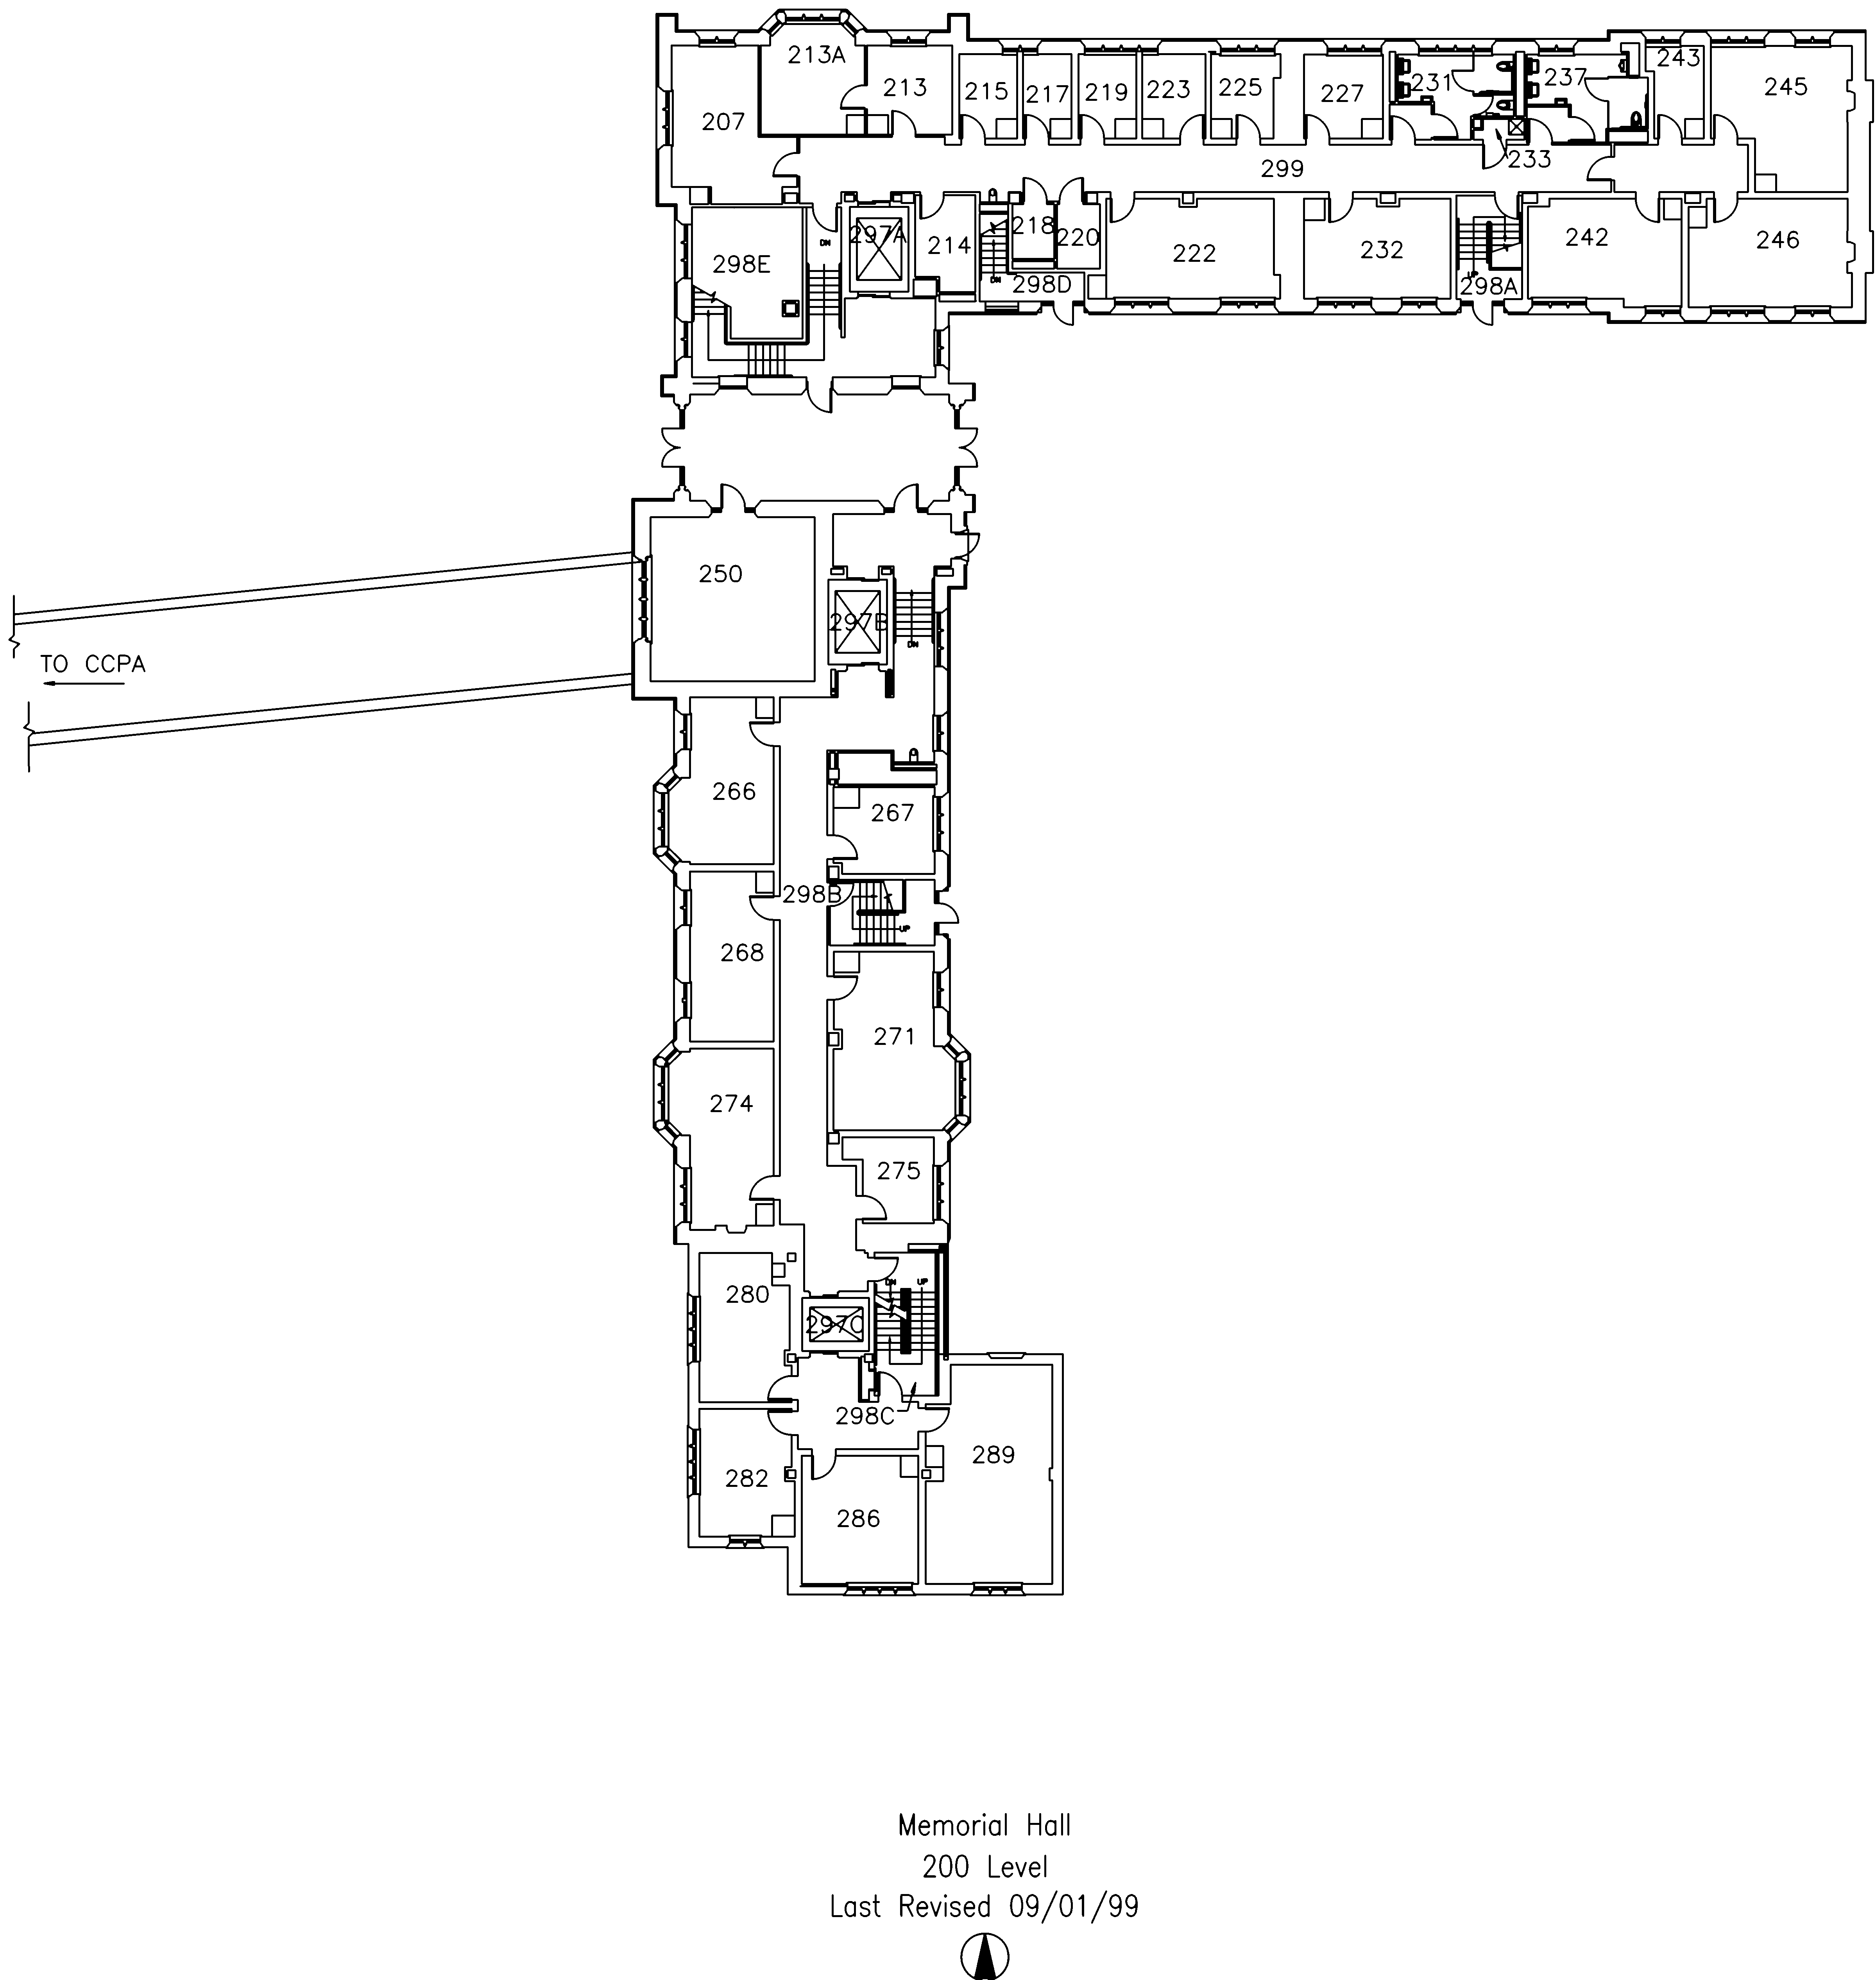 213A
243
213
231
237
245
207
215
217
219
223
225
227
299
233
218
297A
214
220
222
232
242
246
DN
298E
298D
DN
UP
298A
250
297B
DN
TO CCPA
266
267
298B
UP
268
271
274
275
DN
UP
280
297C
298C
289
282
286
Memorial Hall
200 Level
Last Revised 09/01/99